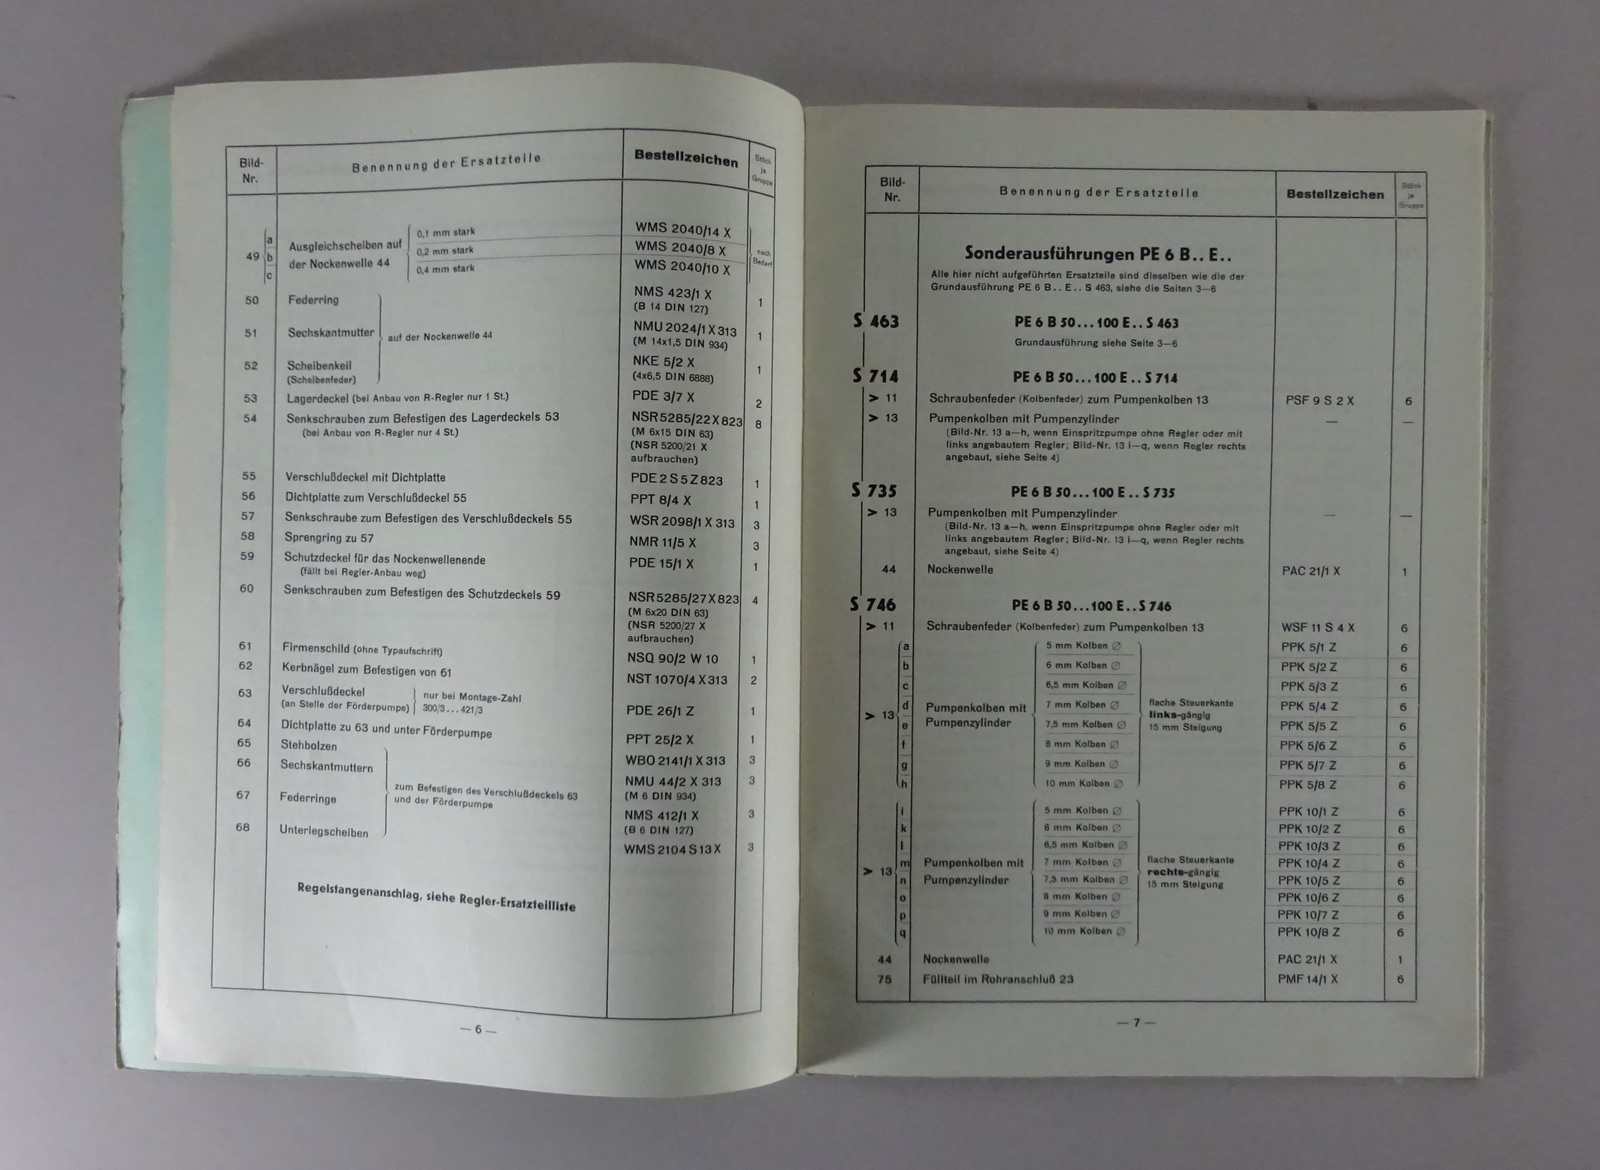 Bild-Nr. Benennung der Ersatzteile Bestellzeichen Stück je Gruppe
49 a Ausgleichscheiben auf der Nockenwelle 44 0,1 mm stark WMS 2040/14 X nach Bedarf
b 0,2 mm stark WMS 2040/8 X
c 0,4 mm stark WMS 2040/10 X
50 Federring NMS 423/1 X 1
(B 14 DIN 127)
51 Sechskantmutter auf der Nockenwelle 44 NMU 2024/1 X 313 1
(M 14x1,5 DIN 934)
52 Scheibenkeil NKE 5/2 X 1
(Scheibenfeder) (4x6,5 DIN 6888)
53 Lagerdeckel (bei Anbau von R-Regler nur 1 St.) PDE 3/7 X 2
54 Senkschrauben zum Befestigen des Lagerdeckels 53 NSR 5285/22 X 823 8
(bei Anbau von R-Regler nur 4 St.) (M 6x15 DIN 63)
(NSR 5200/21 X
aufbrauchen)
55 Verschlußdeckel mit Dichtplatte PDE 2 S 5 Z 823 1
56 Dichtplatte zum Verschlußdeckel 55 PPT 8/4 X 1
57 Senkschraube zum Befestigen des Verschlußdeckels 55 WSR 2098/1 X 313 3
58 Sprengring zu 57 NMR 11/5 X 3
59 Schutzdeckel für das Nockenwellenende PDE 15/1 X 1
(fällt bei Regler-Anbau weg)
60 Senkschrauben zum Befestigen des Schutzdeckels 59 NSR 5285/27 X 823 4
(M 6x20 DIN 63)
(NSR 5200/27 X
aufbrauchen)
61 Firmenschild (ohne Typaufschrift) NSQ 90/2 W 10 1
62 Kerbnägel zum Befestigen von 61 NST 1070/4 X 313 2
63 Verschlußdeckel nur bei Montage-Zahl
(an Stelle der Förderpumpe) 300/3...421/3 PDE 26/1 Z 1
64 Dichtplatte zu 63 und unter Förderpumpe PPT 25/2 X 1
65 Stehbolzen WBO 2141/1 X 313 3
66 Sechskantmuttern NMU 44/2 X 313 3
zum Befestigen des Verschlußdeckels 63 (M 6 DIN 934)
67 Federringe und der Förderpumpe NMS 412/1 X 3
(B 6 DIN 127)
68 Unterlegscheiben WMS 2104 S 13 X 3
Regelstangenanschlag, siehe Regler-Ersatzteilliste
— 6 —
Bild-Nr. Benennung der Ersatzteile Bestellzeichen Stück je Gruppe
Sonderausführungen PE 6 B.. E..
Alle hier nicht aufgeführten Ersatzteile sind dieselben wie die der
Grundausführung PE 6 B.. E.. S 463, siehe die Seiten 3—6
S 463 PE 6 B 50...100 E.. S 463
Grundausführung siehe Seite 3—6
S 714 PE 6 B 50...100 E.. S 714
> 11 Schraubenfeder (Kolbenfeder) zum Pumpenkolben 13 PSF 9 S 2 X 6
> 13 Pumpenkolben mit Pumpenzylinder — —
(Bild-Nr. 13 a—h, wenn Einspritzpumpe ohne Regler oder mit
links angebautem Regler; Bild-Nr. 13 i—q, wenn Regler rechts
angebaut, siehe Seite 4)
S 735 PE 6 B 50...100 E.. S 735
> 13 Pumpenkolben mit Pumpenzylinder — —
(Bild-Nr. 13 a—h. wenn Einspritzpumpe ohne Regler oder mit
links angebautem Regler; Bild-Nr. 13 i—q, wenn Regler rechts
angebaut, siehe Seite 4)
44 Nockenwelle PAC 21/1 X 1
S 746 PE 6 B 50...100 E.. S 746
> 11 Schraubenfeder (Kolbenfeder) zum Pumpenkolben 13 WSF 11 S 4 X 6
a 5 mm Kolben ∅ PPK 5/1 Z 6
b 6 mm Kolben ∅ PPK 5/2 Z 6
c 6,5 mm Kolben ∅ PPK 5/3 Z 6
> 13 d Pumpenkolben mit 7 mm Kolben ∅ flache Steuerkante links-gängig PPK 5/4 Z 6
e Pumpenzylinder 7,5 mm Kolben ∅ 15 mm Steigung PPK 5/5 Z 6
f 8 mm Kolben ∅ PPK 5/6 Z 6
g 9 mm Kolben ∅ PPK 5/7 Z 6
h 10 mm Kolben ∅ PPK 5/8 Z 6
i 5 mm Kolben ∅ PPK 10/1 Z 6
k 6 mm Kolben ∅ PPK 10/2 Z 6
l 6,5 mm Kolben ∅ PPK 10/3 Z 6
> 13 m Pumpenkolben mit 7 mm Kolben ∅ flache Steuerkante rechts-gängig PPK 10/4 Z 6
n Pumpenzylinder 7,5 mm Kolben ∅ 15 mm Steigung PPK 10/5 Z 6
o 8 mm Kolben ∅ PPK 10/6 Z 6
p 9 mm Kolben ∅ PPK 10/7 Z 6
q 10 mm Kolben ∅ PPK 10/8 Z 6
44 Nockenwelle PAC 21/1 X 1
75 Füllteil im Rohranschluß 23 PMF 14/1 X 6
— 7 —